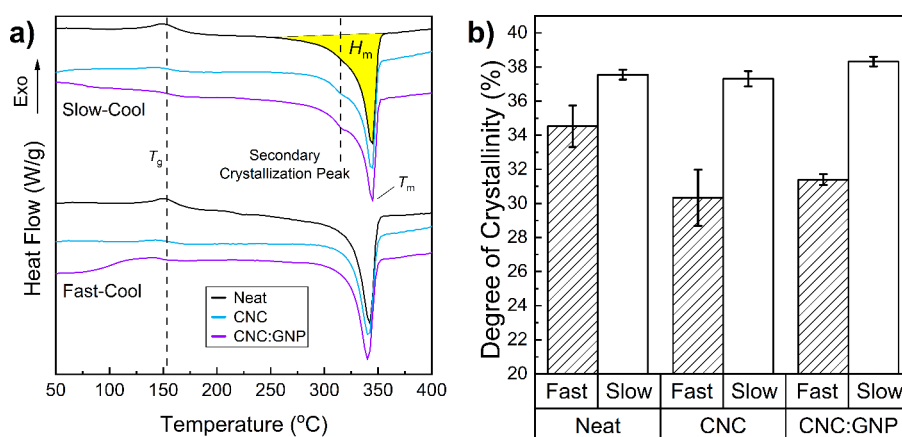 a)
Exo
Heat Flow (W/g)
Slow-Cool
Tg
Secondary
Crystallization Peak
Hm
Tm
Fast-Cool
Neat
CNC
CNC:GNP
50 100 150 200 250 300 350 400
Temperature (ºC)
b)
Degree of Crystallinity (%)
40
38
36
34
32
30
28
26
24
22
20
Fast Slow Fast Slow Fast Slow
Neat CNC CNC:GNP